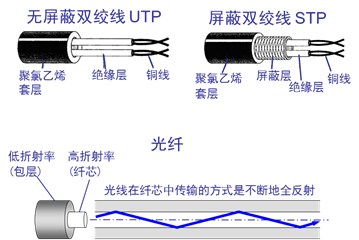 无屏蔽双绞线 UTP
屏蔽双绞线 STP
聚氯乙烯
套层
绝缘层
铜线
聚氯乙烯
套层
屏蔽层
绝缘层
铜线
光纤
低折射率
(包层)
高折射率
(纤芯)
光线在纤芯中传输的方式是不断地全反射